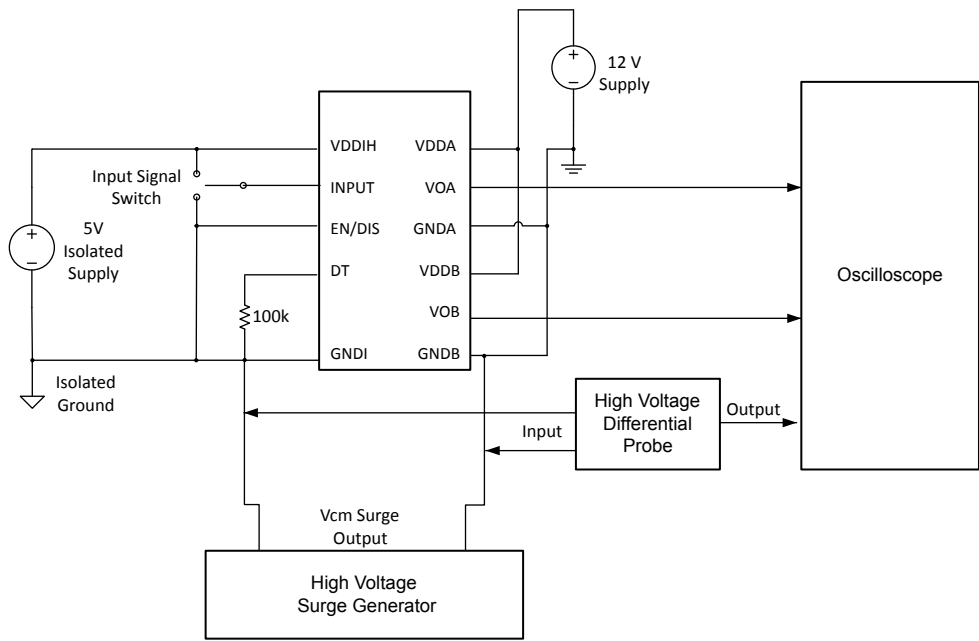 12 V
Supply
VDDIH
VDDA
Input Signal
Switch
INPUT
VOA
5V
Isolated
Supply
EN/DIS
GNDA
DT
VDDB
Oscilloscope
100k
VOB
GNDI
GNDB
Isolated
Ground
High Voltage
Differential
Probe
Output
Input
Vcm Surge
Output
High Voltage
Surge Generator